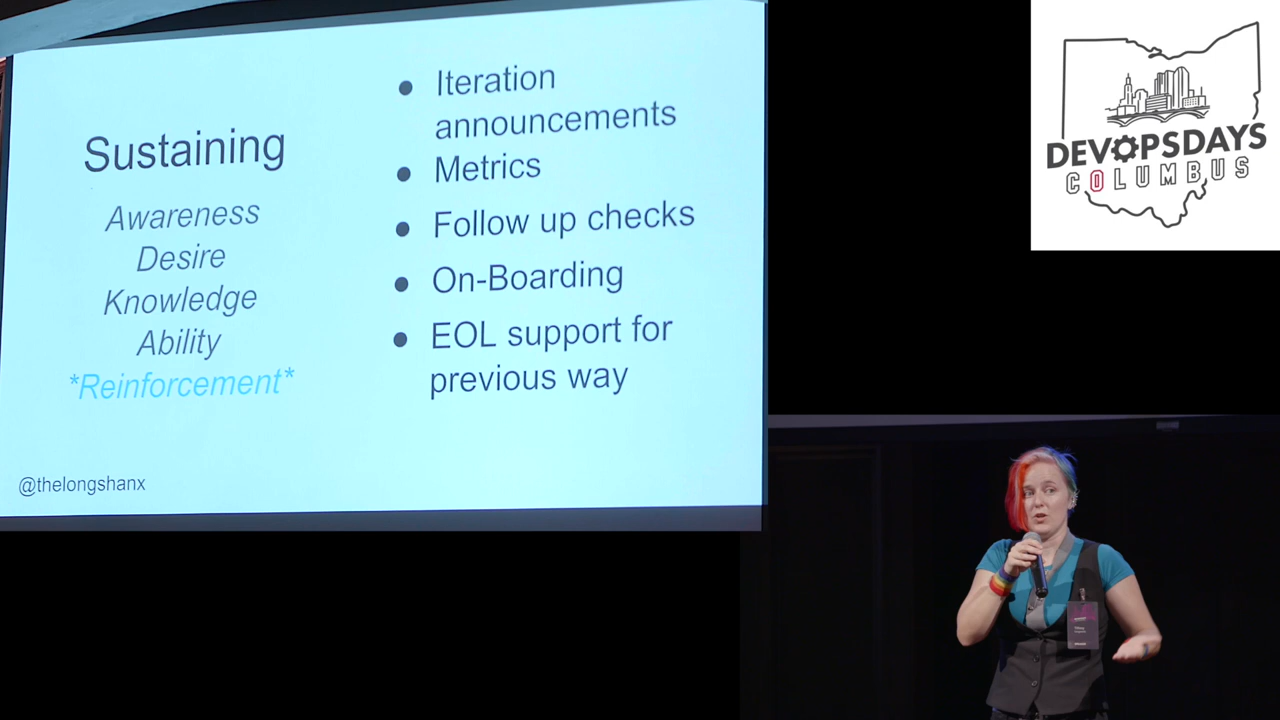 Sustaining
Awareness
Desire
Knowledge
Ability
*Reinforcement*
● Iteration
announcements
● Metrics
● Follow up checks
● On-Boarding
● EOL support for
previous way
@thelongshanx
DEVOPSDAYS
COLUMBUS